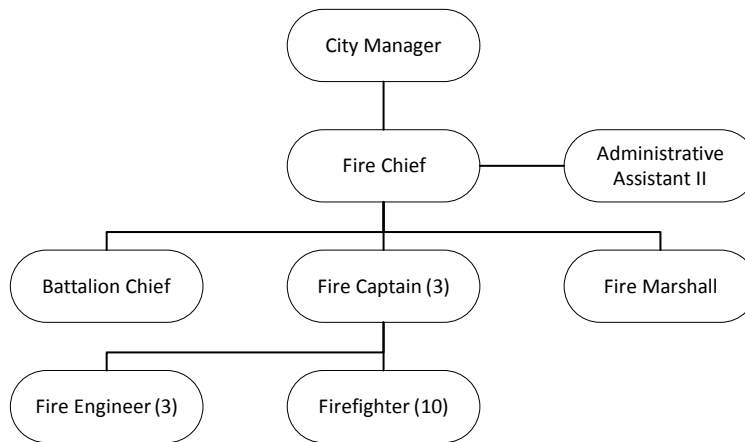 City Manager
Fire Chief
Administrative
Assistant II
Battalion Chief
Fire Captain (3)
Fire Marshall
Fire Engineer (3)
Firefighter (10)